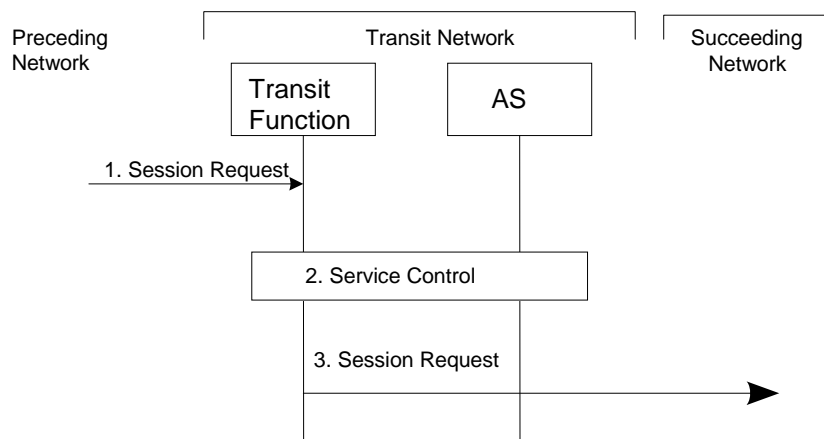 Preceding
Network
Transit Network
Succeeding
Network
Transit
Function
AS
1. Session Request
2. Service Control
3. Session Request